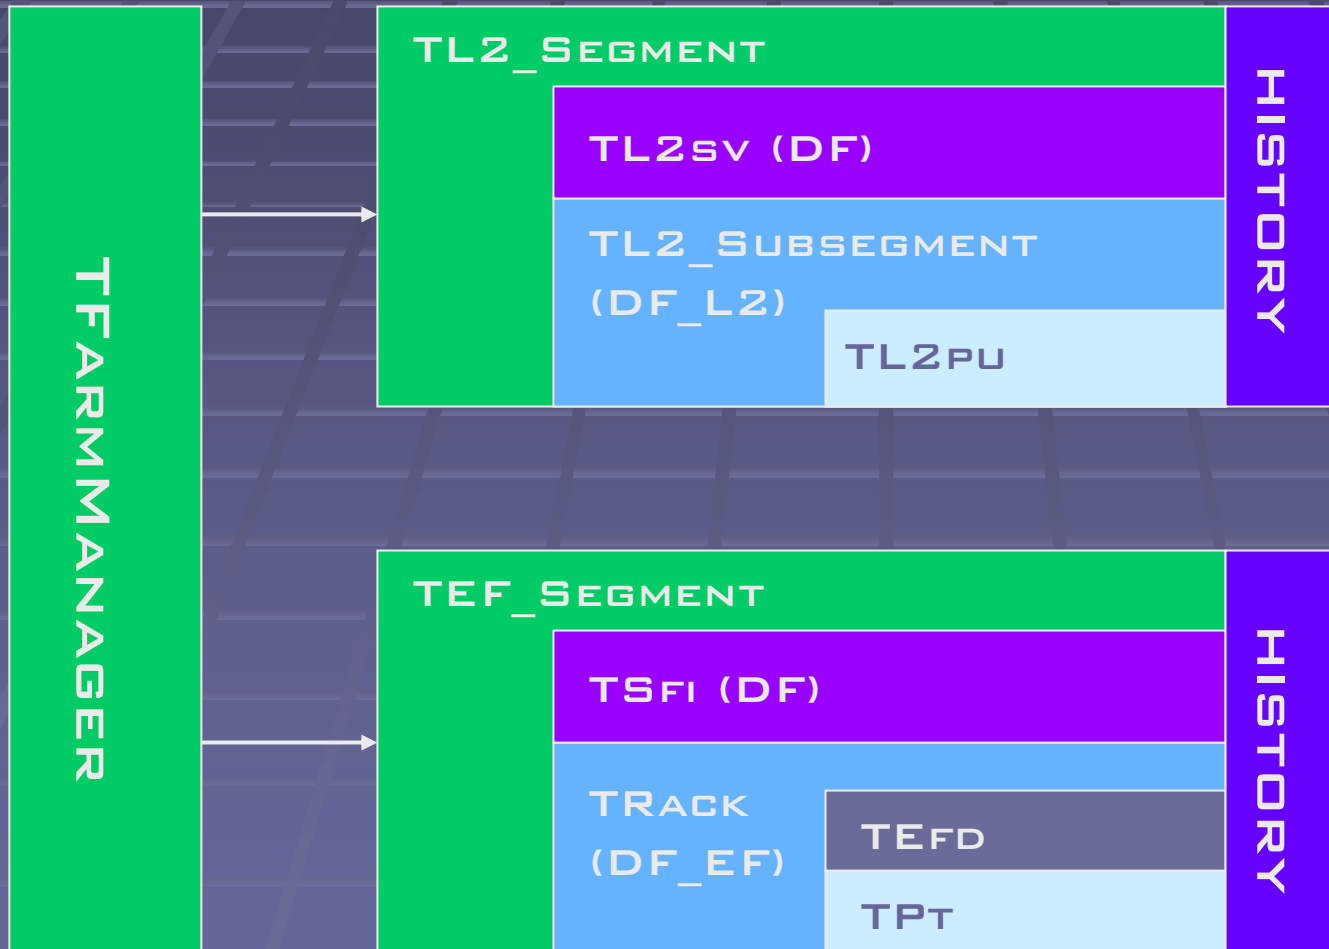 TFarmManager
TL2_Segment
TL2sv (DF)
TL2_Subsegment
(DF_L2)
TL2pu
History
TEF_Segment
TSfi (DF)
TRack
(DF_EF)
TEfd
TPt
History